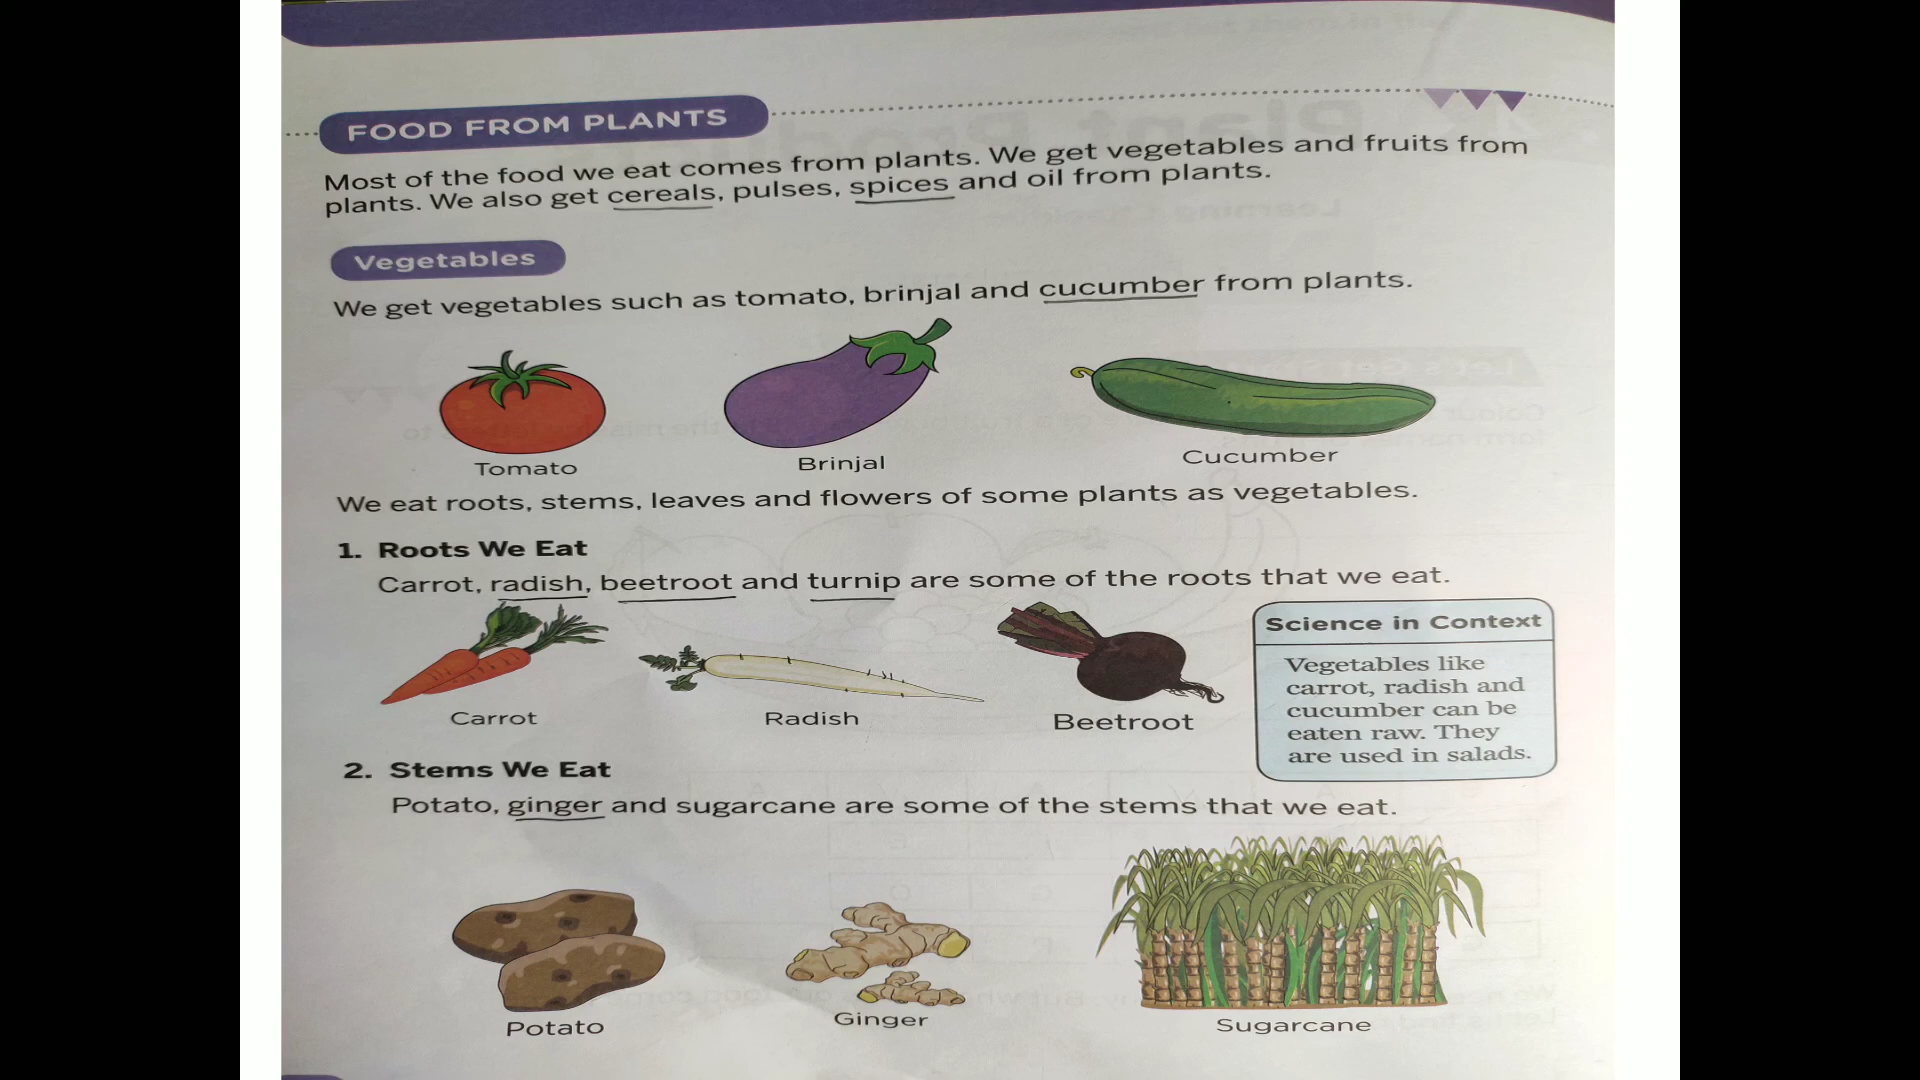 FOOD FROM PLANTS
Most of the food we eat comes from plants. We get vegetables and fruits from
plants. We also get cereals, pulses, spices and oil from plants.
Vegetables
We get vegetables such as tomato, brinjal and cucumber from plants.
Tomato
Brinjal
Cucumber
We eat roots, stems, leaves and flowers of some plants as vegetables.
1. Roots We Eat
Carrot, radish, beetroot and turnip are some of the roots that we eat.
Carrot
Radish
Beetroot
Science in Context
Vegetables like
carrot, radish and
cucumber can be
eaten raw. They
are used in salads.
2. Stems We Eat
Potato, ginger and sugarcane are some of the stems that we eat.
Potato
Ginger
Sugarcane